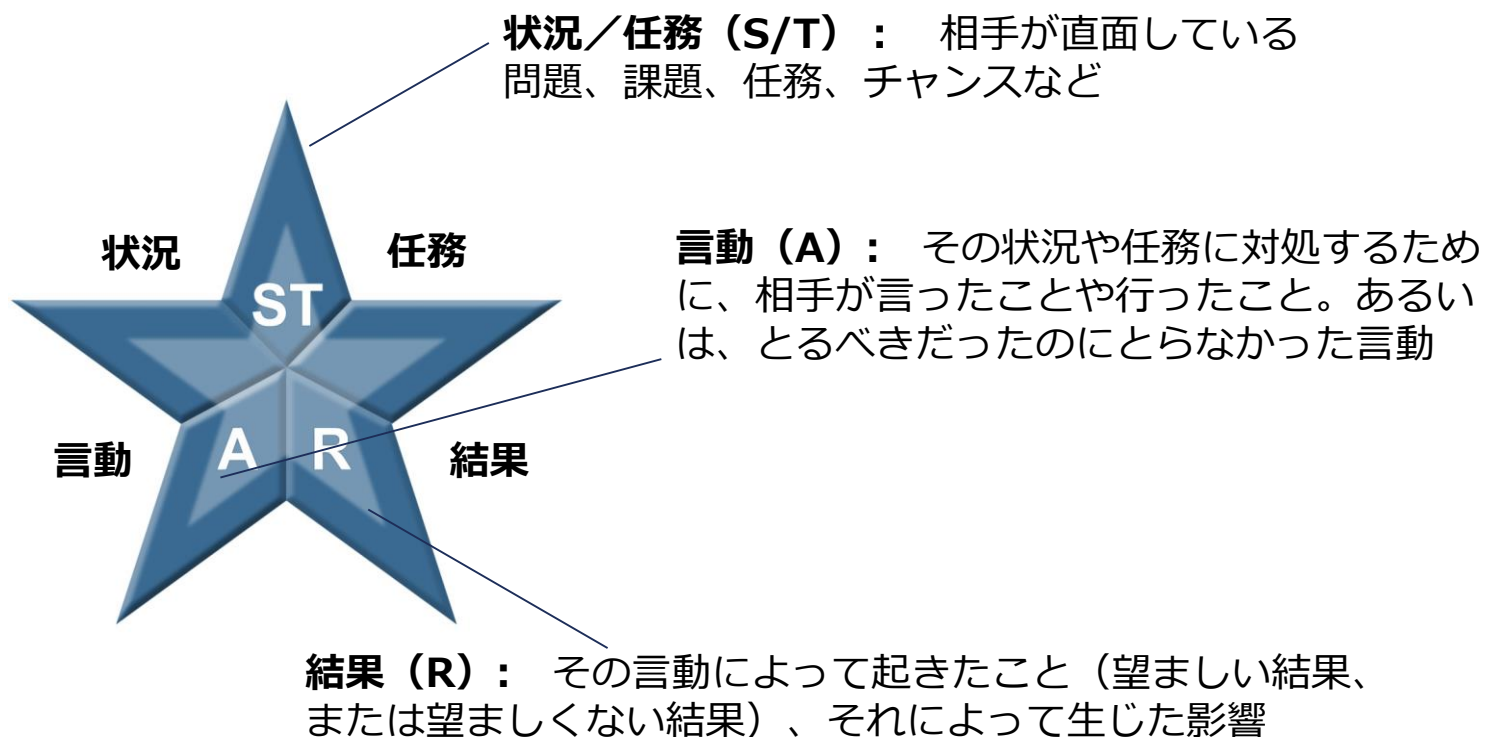 状況／任務（S/T）：　相手が直面している
問題、課題、任務、チャンスなど
状況
任務
ST
言動（A）：　その状況や任務に対処するため
に、相手が言ったことや行ったこと。あるい
は、とるべきだったのにとらなかった言動
言動
A
R
結果
結果（R）：　その言動によって起きたこと（望ましい結果、
または望ましくない結果）、それによって生じた影響